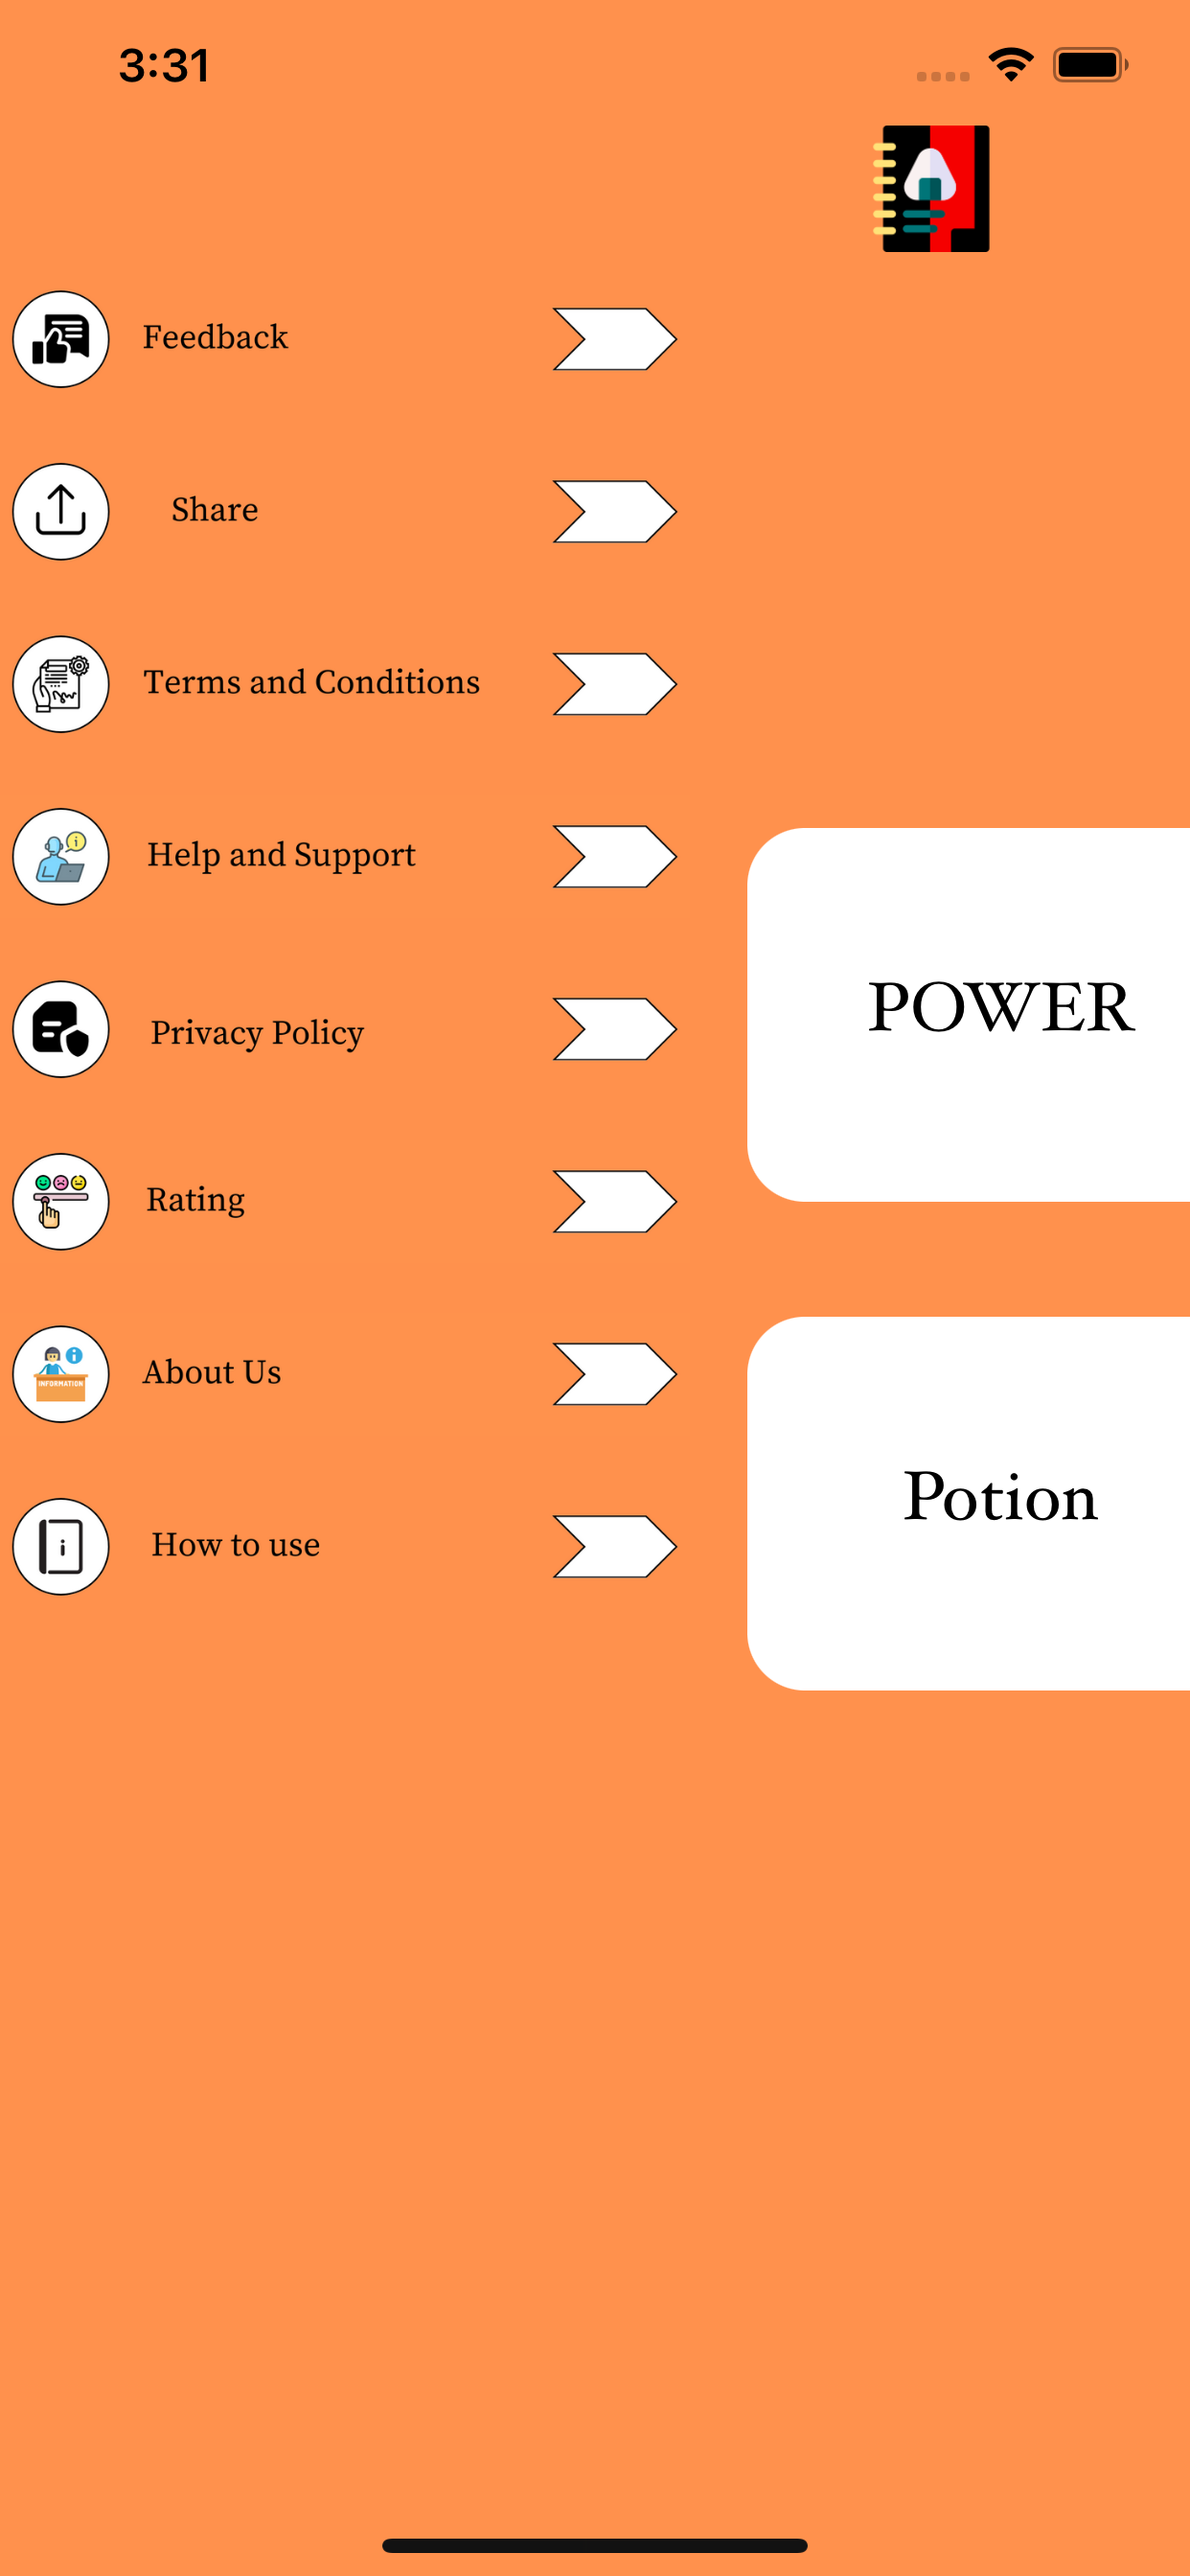 3:31
Feedback
Share
Terms and Conditions
Help and Support
Privacy Policy
Rating
About Us
INFORMATION
How to use
POWER
Potion